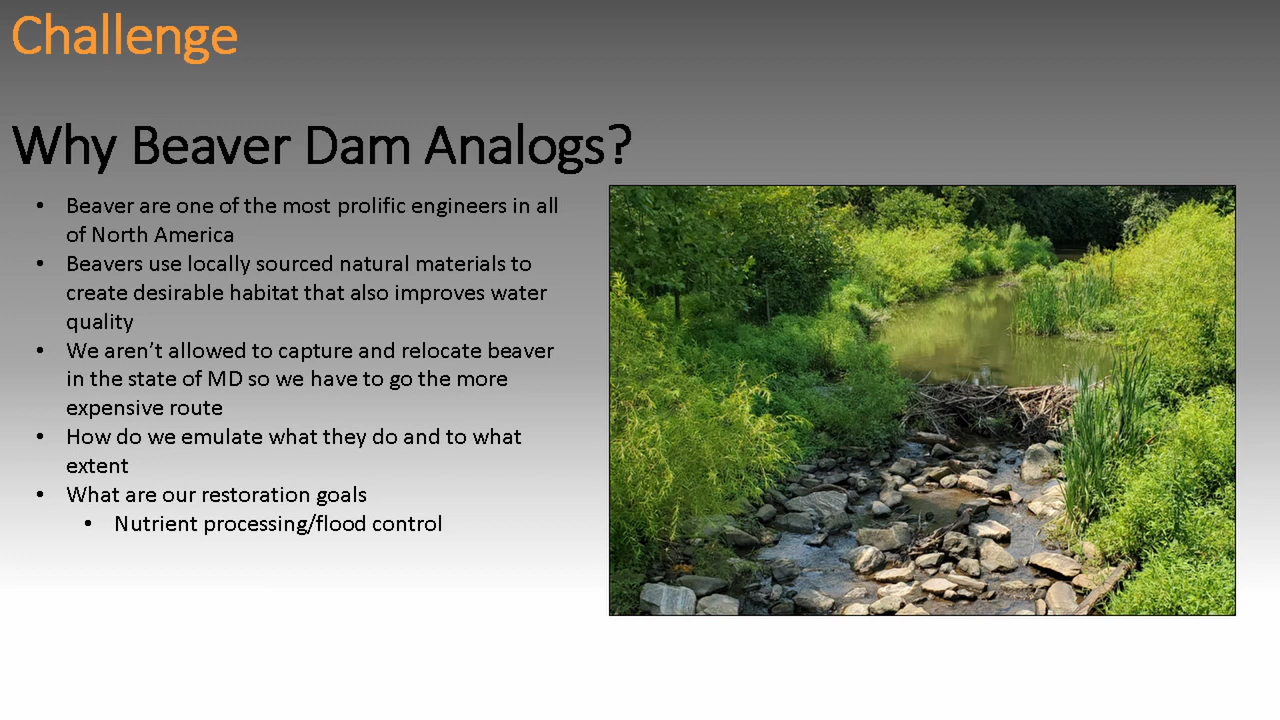 Challenge
Why Beaver Dam Analogs?
• Beaver are one of the most prolific engineers in all
of North America
• Beavers use locally sourced natural materials to
create desirable habitat that also improves water
quality
• We aren’t allowed to capture and relocate beaver
in the state of MD so we have to go the more
expensive route
• How do we emulate what they do and to what
extent
• What are our restoration goals
• Nutrient processing/flood control